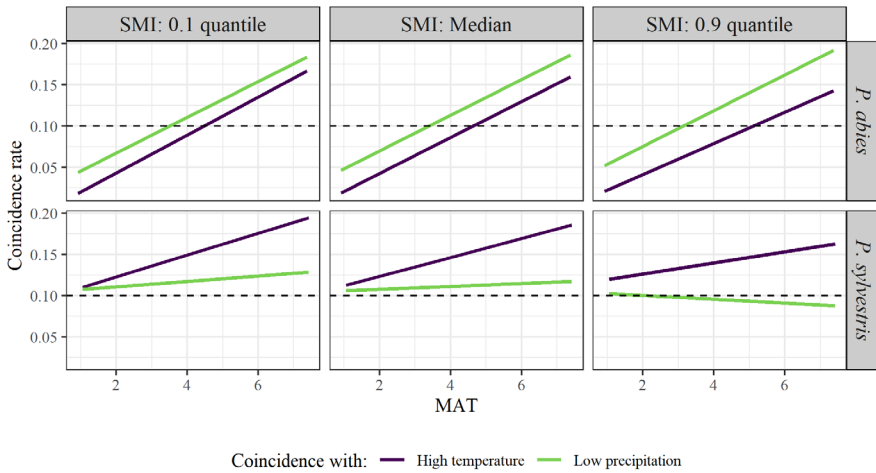 SMI: 0.1 quantile SMI: Median SMI: 0.9 quantile
0.20
0.15
0.10
0.05
P. abies
0.20
0.15
0.10
0.05
P. sylvestris
Coincidence rate
2 4 6 2 4 6 2 4 6
MAT
Coincidence with: High temperature Low precipitation